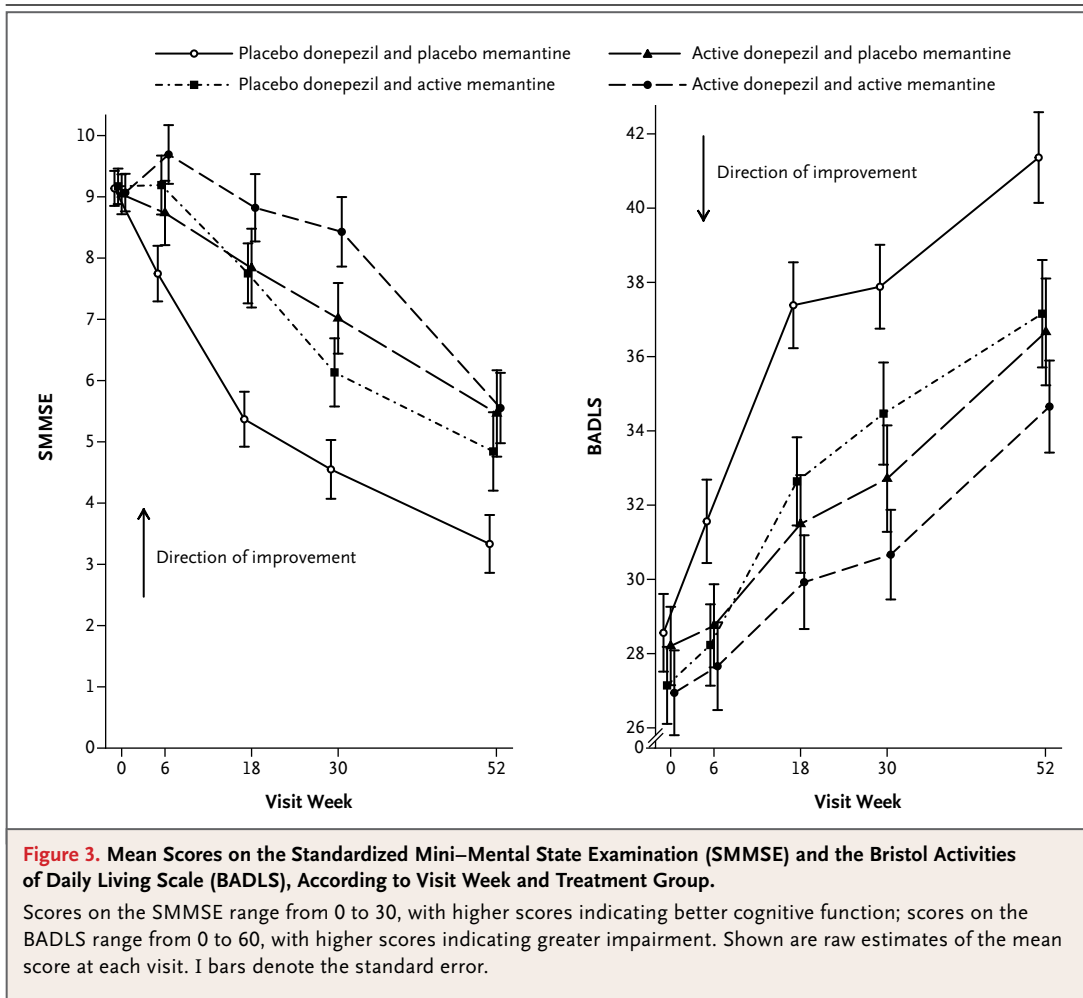 Placebo donepezil and placebo memantine
Active donepezil and placebo memantine
Placebo donepezil and active memantine
Active donepezil and active memantine
10
9
8
7
6
5
4
3
2
1
0
SMMSE
Direction of improvement
0 6 18 30 52
Visit Week
42
40
38
36
34
32
30
28
26
0
BADLS
Direction of improvement
0 6 18 30 52
Visit Week
Figure 3. Mean Scores on the Standardized Mini–Mental State Examination (SMMSE) and the Bristol Activities
of Daily Living Scale (BADLS), According to Visit Week and Treatment Group.
Scores on the SMMSE range from 0 to 30, with higher scores indicating better cognitive function; scores on the
BADLS range from 0 to 60, with higher scores indicating greater impairment. Shown are raw estimates of the mean
score at each visit. I bars denote the standard error.